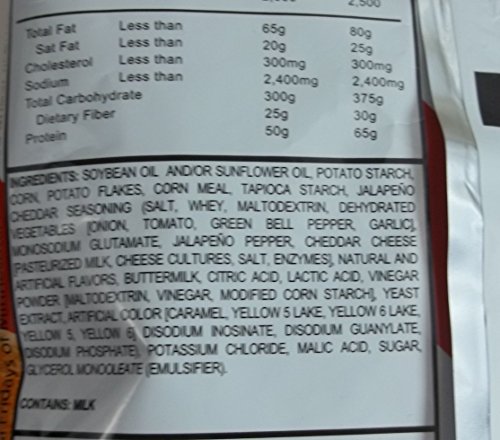 2,500
Total Fat Less than 65g 80g
Sat Fat Less than 20g 25g
Cholesterol Less than 300mg 300mg
Sodium Less than 2,400mg 2,400mg
Total Carbohydrate 300g 375g
Dietary Fiber 25g 30g
Protein 50g 65g
INGREDIENTS: SOYBEAN OIL AND/OR SUNFLOWER OIL, POTATO STARCH,
CORN, POTATO FLAKES, CORN MEAL, TAPIOCA STARCH, JALAPEÑO
CHEDDAR SEASONING (SALT, WHEY, MALTODEXTRIN, DEHYDRATED
VEGETABLES [ONION, TOMATO, GREEN BELL PEPPER, GARLIC],
MONOSODIUM GLUTAMATE, JALAPEÑO PEPPER, CHEDDAR CHEESE
[PASTEURIZED MILK, CHEESE CULTURES, SALT, ENZYMES], NATURAL AND
ARTIFICIAL FLAVORS, BUTTERMILK, CITRIC ACID, LACTIC ACID, VINEGAR
POWDER [MALTODEXTRIN, VINEGAR, MODIFIED CORN STARCH], YEAST
EXTRACT, ARTIFICIAL COLOR [CARAMEL, YELLOW 5 LAKE, YELLOW 6 LAKE,
YELLOW 5, YELLOW 6], DISODIUM INOSINATE, DISODIUM GUANYLATE,
DISODIUM PHOSPHATE), POTASSIUM CHLORIDE, MALIC ACID, SUGAR,
GLYCEROL MONOOLEATE (EMULSIFIER).
CONTAINS: MILK
Fridays